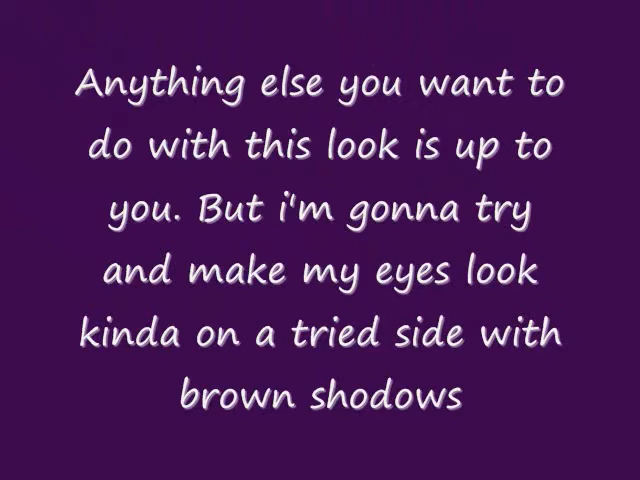 Anything else you want to
do with this look is up to
you. But i'm gonna try
and make my eyes look
kinda on a tried side with
brown shodows